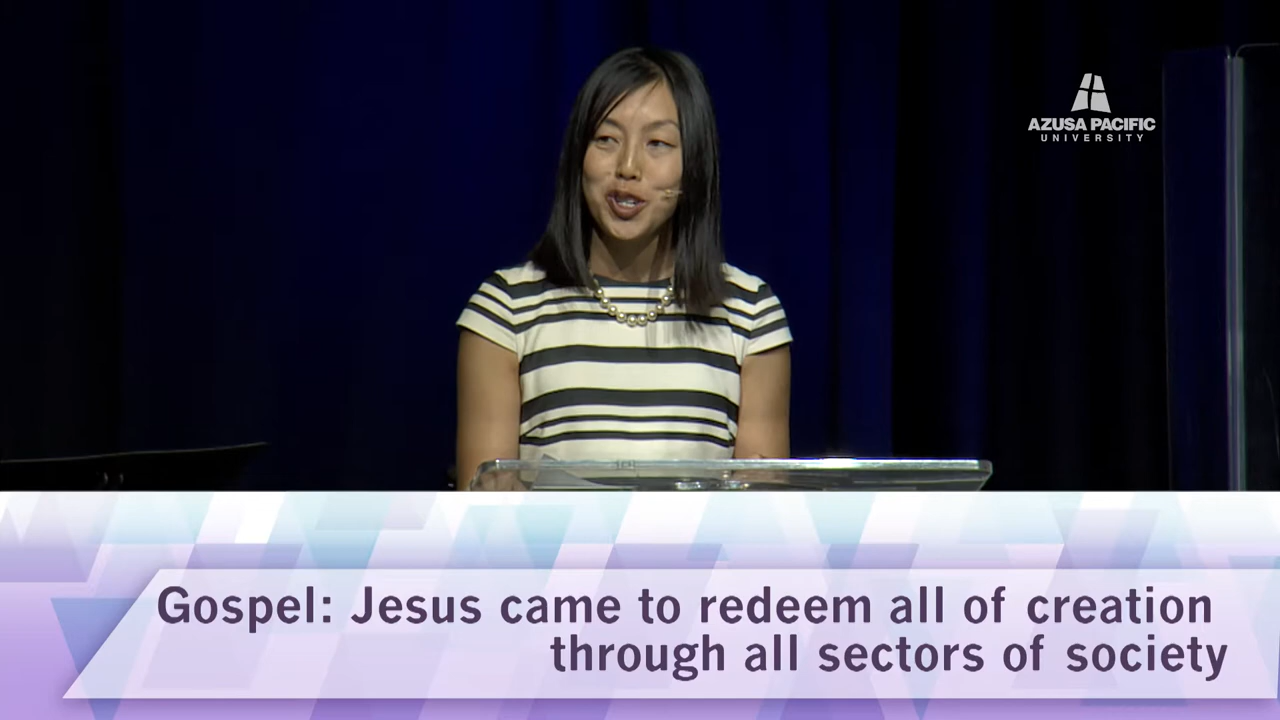 AZUSA PACIFIC
UNIVERSITY
Gospel: Jesus came to redeem all of creation
through all sectors of society